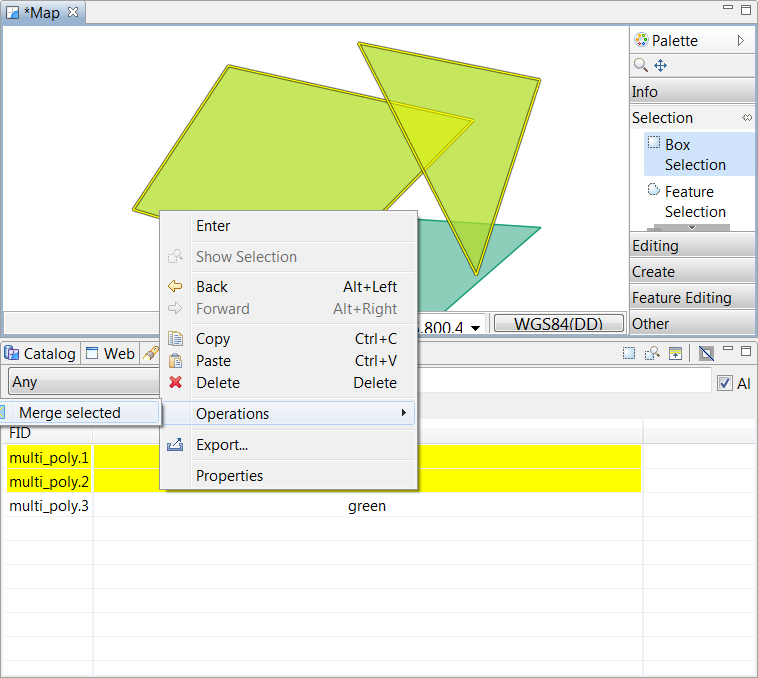 *Map
Palette
Info
Selection
Box
Selection
Feature
Selection
Editing
Create
Feature Editing
Other
Enter
Show Selection
Back Alt+Left
Forward Alt+Right
Copy Ctrl+C
Paste Ctrl+V
Delete Delete
Operations
Export...
Properties
.800.4
WGS84(DD)
Catalog
Web
Any
Al
Merge selected
FID
multi_poly.1
multi_poly.2
multi_poly.3 green